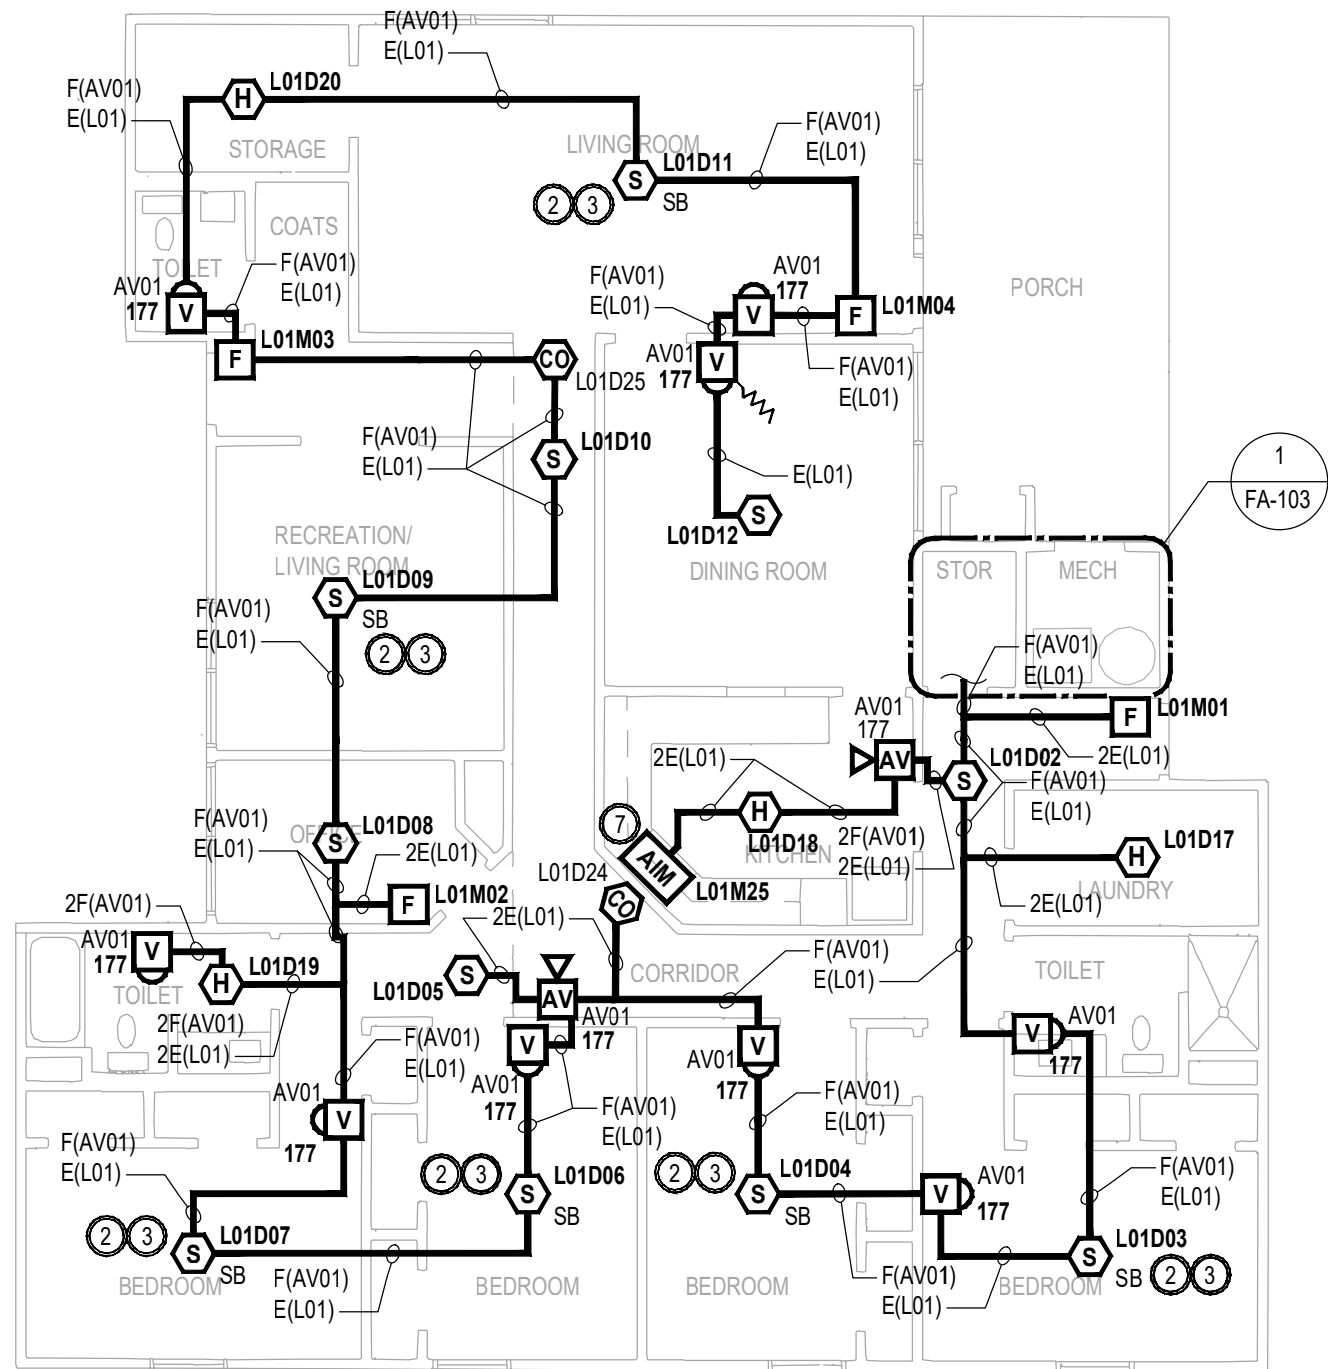 F(AV01)
E(L01)
F(AV01)
E(L01)
H
L01D20
STORAGE
LIVING ROOM
F(AV01)
E(L01)
L01D11
S
SB
2
3
COATS
TOILET
F(AV01)
E(L01)
AV01
177
V
L01M03
F
F(AV01)
E(L01)
AV01
177
V
F
L01M04
PORCH
AV01
177
V
F(AV01)
E(L01)
CO
L01D25
F(AV01)
E(L01)
L01D10
S
E(L01)
L01D12
S
1
FA-103
RECREATION/
LIVING ROOM
L01D09
S
SB
2
3
F(AV01)
E(L01)
DINING ROOM
STOR
MECH
F(AV01)
E(L01)
F
L01M01
2E(L01)
AV01
177
AV
L01D02
S
F(AV01)
E(L01)
2E(L01)
H
L01D18
KITCHEN
2F(AV01)
2E(L01)
7
AIM
L01M25
L01D17
H
LAUNDRY
2E(L01)
F(AV01)
E(L01)
OFFICE
L01D08
S
2E(L01)
F
L01M02
L01D24
CO
2E(L01)
2F(AV01)
AV01
177
V
H
L01D19
TOILET
2F(AV01)
2E(L01)
L01D05
S
AV
AV01
177
CORRIDOR
F(AV01)
E(L01)
TOILET
F(AV01)
E(L01)
V
AV01
177
V
AV01
177
V
AV01
177
AV01
177
V
F(AV01)
E(L01)
F(AV01)
E(L01)
F(AV01)
E(L01)
2
3
L01D06
S
SB
2
3
L01D04
S
SB
V
AV01
177
F(AV01)
E(L01)
2
3
L01D07
S
SB
BEDROOM
F(AV01)
E(L01)
BEDROOM
BEDROOM
F(AV01)
E(L01)
BEDROOM
L01D03
S
SB
2
3